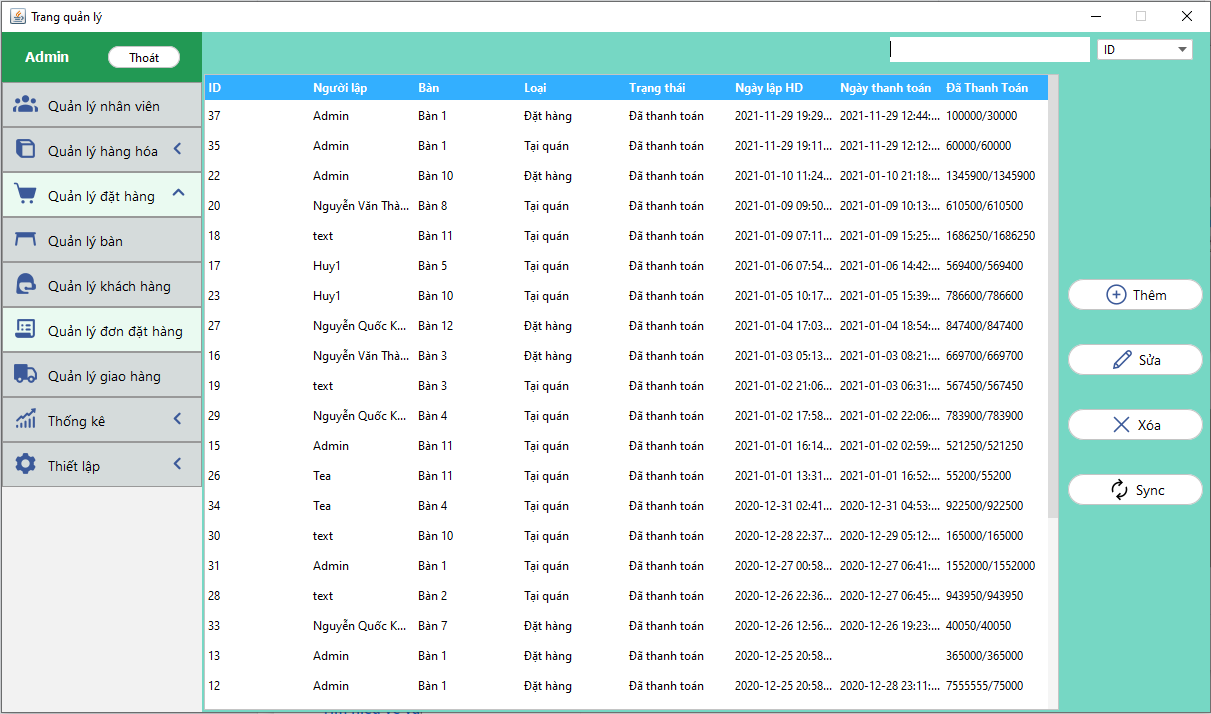 Trang quản lý
Admin Thoát
ID
Quản lý nhân viên
Quản lý hàng hóa
Quản lý đặt hàng
Quản lý bàn
Quản lý khách hàng
Quản lý đơn đặt hàng
Quản lý giao hàng
Thống kê
Thiết lập
ID Người lập Bàn Loại Trạng thái Ngày lập HD Ngày thanh toán Đã Thanh Toán
37 Admin Bàn 1 Đặt hàng Đã thanh toán 2021-11-29 19:29... 2021-11-29 12:44:... 100000/30000
35 Admin Bàn 1 Tại quán Đã thanh toán 2021-11-29 19:11... 2021-11-29 12:12:... 60000/60000
22 Admin Bàn 10 Đặt hàng Đã thanh toán 2021-01-10 11:24... 2021-01-10 21:18:... 1345900/1345900
20 Nguyễn Văn Thà... Bàn 8 Tại quán Đã thanh toán 2021-01-09 09:50... 2021-01-09 10:13:... 610500/610500
18 text Bàn 11 Tại quán Đã thanh toán 2021-01-09 07:11... 2021-01-09 15:25:... 1686250/1686250
17 Huy1 Bàn 5 Tại quán Đã thanh toán 2021-01-06 07:54... 2021-01-06 14:42:... 569400/569400
23 Huy1 Bàn 10 Tại quán Đã thanh toán 2021-01-05 10:17... 2021-01-05 15:39:... 786600/786600
27 Nguyễn Quốc K... Bàn 12 Đặt hàng Đã thanh toán 2021-01-04 17:03... 2021-01-04 18:54:... 847400/847400
16 Nguyễn Văn Thà... Bàn 3 Đặt hàng Đã thanh toán 2021-01-03 05:13... 2021-01-03 08:21:... 669700/669700
19 text Bàn 3 Tại quán Đã thanh toán 2021-01-02 21:06... 2021-01-03 06:31:... 567450/567450
29 Nguyễn Quốc K... Bàn 4 Tại quán Đã thanh toán 2021-01-02 17:58... 2021-01-02 22:06:... 783900/783900
15 Admin Bàn 11 Tại quán Đã thanh toán 2021-01-01 16:14... 2021-01-02 02:59:... 521250/521250
26 Tea Bàn 11 Tại quán Đã thanh toán 2021-01-01 13:31... 2021-01-01 16:52:... 55200/55200
34 Tea Bàn 4 Tại quán Đã thanh toán 2020-12-31 02:41... 2020-12-31 04:53:... 922500/922500
30 text Bàn 10 Tại quán Đã thanh toán 2020-12-28 22:37... 2020-12-29 05:12:... 165000/165000
31 Admin Bàn 1 Tại quán Đã thanh toán 2020-12-27 00:58... 2020-12-27 06:41:... 1552000/1552000
28 text Bàn 2 Tại quán Đã thanh toán 2020-12-26 22:36... 2020-12-27 06:45:... 943950/943950
33 Nguyễn Quốc K... Bàn 7 Đặt hàng Đã thanh toán 2020-12-26 12:56... 2020-12-26 19:23:... 40050/40050
13 Admin Bàn 1 Đặt hàng Đã thanh toán 2020-12-25 20:58... 365000/365000
12 Admin Bàn 1 Đặt hàng Đã thanh toán 2020-12-25 20:58... 2020-12-28 23:11:... 7555555/75000
Thêm
Sửa
Xóa
Sync